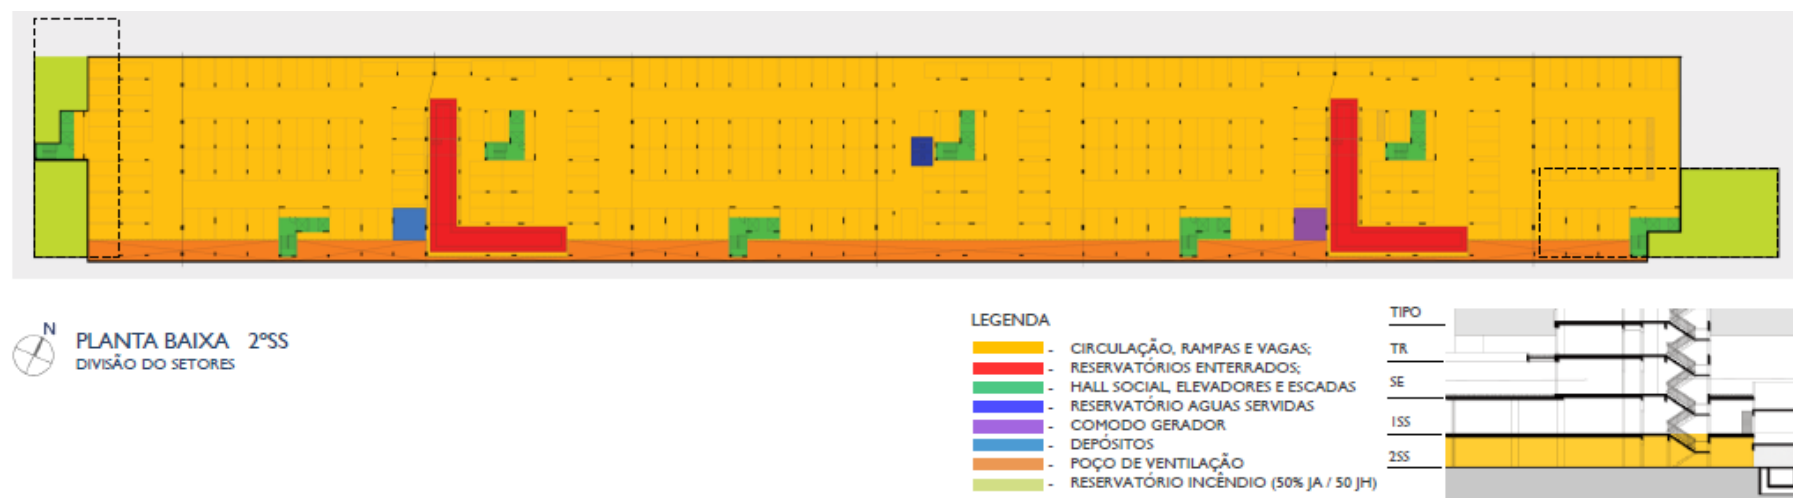 N
PLANTA BAIXA 2ºSS
DIVISÃO DO SETORES
LEGENDA
- CIRCULAÇÃO, RAMPAS E VAGAS;
- RESERVATÓRIOS ENTERRADOS;
- HALL SOCIAL, ELEVADORES E ESCADAS
- RESERVATÓRIO AGUAS SERVIDAS
- COMODO GERADOR
- DEPÓSITOS
- POÇO DE VENTILAÇÃO
- RESERVATÓRIO INCÊNDIO (50% JA / 50 JH)
TIPO
TR
SE
1SS
2SS